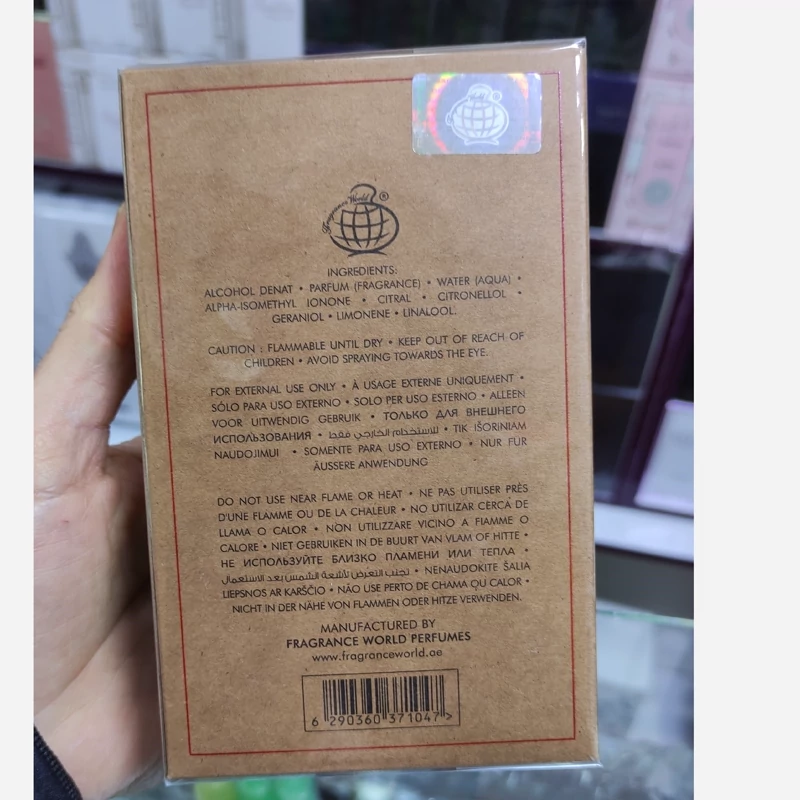 Fragrance World ®
INGREDIENTS:
ALCOHOL DENAT • PARFUM (FRAGRANCE) • WATER (AQUA) •
ALPHA-ISOMETHYL IONONE • CITRAL • CITRONELLOL •
GERANIOL • LIMONENE • LINALOOL.
CAUTION : FLAMMABLE UNTIL DRY • KEEP OUT OF REACH OF
CHILDREN • AVOID SPRAYING TOWARDS THE EYE.
FOR EXTERNAL USE ONLY • À USAGE EXTERNE UNIQUEMENT •
SÓLO PARA USO EXTERNO • SOLO PER USO ESTERNO • ALLEEN
VOOR UITWENDIG GEBRUIK • ТОЛЬКО ДЛЯ ВНЕШНЕГО
ИСПОЛЬЗОВАНИЯ • للاستخدام الخارجي فقط • TIK IŠORINIAM
NAUDOJIMUI • SOMENTE PARA USO EXTERNO • NUR FÜR
ÄUSSERE ANWENDUNG
DO NOT USE NEAR FLAME OR HEAT • NE PAS UTILISER PRÈS
D'UNE FLAMME OU DE LA CHALEUR • NO UTILIZAR CERCA DE
LLAMA O CALOR • NON UTILIZZARE VICINO A FIAMME O
CALORE • NIET GEBRUIKEN IN DE BUURT VAN VLAM OF HITTE •
НЕ ИСПОЛЬЗУЙТЕ БЛИЗКО ПЛАМЕНИ ИЛИ ТЕПЛА •
تجنب التعرض لأشعة الشمس بعد الاستعمال • NENAUDOKITE ŠALIA
LIEPSNOS AR KARŠČIO • NÃO USE PERTO DE CHAMA OU CALOR •
NICHT IN DER NÄHE VON FLAMMEN ODER HITZE VERWENDEN.
MANUFACTURED BY
FRAGRANCE WORLD PERFUMES
www.fragranceworld.ae
6 290360 371047 >